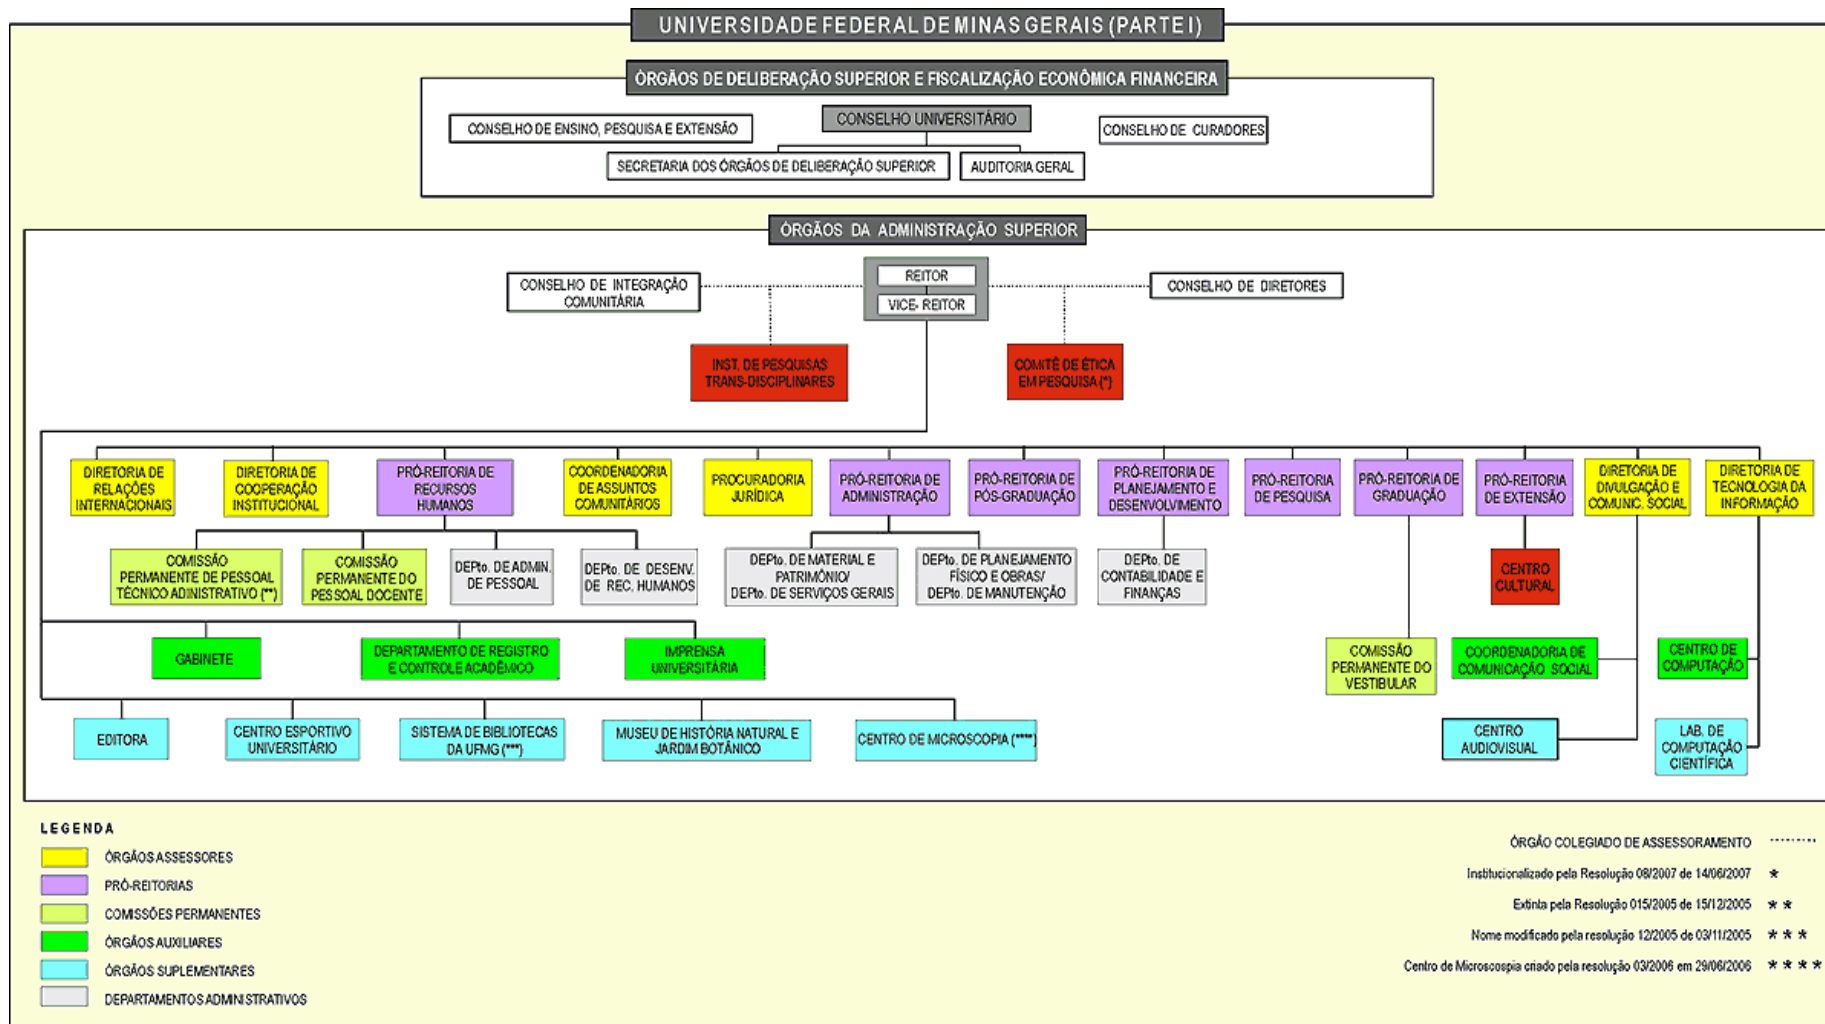 UNIVERSIDADE FEDERAL DE MINAS GERAIS (PARTE I)
ÓRGÃOS DE DELIBERAÇÃO SUPERIOR E FISCALIZAÇÃO ECONÔMICA FINANCEIRA
CONSELHO DE ENSINO, PESQUISA E EXTENSÃO
CONSELHO UNIVERSITÁRIO
CONSELHO DE CURADORES
SECRETARIA DOS ÓRGÃOS DE DELIBERAÇÃO SUPERIOR
AUDITORIA GERAL
ÓRGÃOS DA ADMINISTRAÇÃO SUPERIOR
CONSELHO DE INTEGRAÇÃO
COMUNITÁRIA
REITOR
VICE- REITOR
CONSELHO DE DIRETORES
INST. DE PESQUISAS
TRANS-DISCIPLINARES
COMITÊ DE ÉTICA
EM PESQUISA (*)
DIRETORIA DE
RELAÇÕES
INTERNACIONAIS
DIRETORIA DE
COOPERAÇÃO
INSTITUCIONAL
PRÓ-REITORIA DE
RECURSOS
HUMANOS
COORDENADORIA
DE ASSUNTOS
COMUNITÁRIOS
PROCURADORIA
JURÍDICA
PRÓ-REITORIA DE
ADMINISTRAÇÃO
PRÓ-REITORIA DE
PÓS-GRADUAÇÃO
PRÓ-REITORIA DE
PLANEJAMENTO E
DESENVOLVIMENTO
PRÓ-REITORIA
DE PESQUISA
PRÓ-REITORIA DE
GRADUAÇÃO
PRÓ-REITORIA
DE EXTENSÃO
DIRETORIA DE
DIVULGAÇÃO E
COMUNIC. SOCIAL
DIRETORIA DE
TECNOLOGIA DA
INFORMAÇÃO
COMISSÃO
PERMANENTE DE PESSOAL
TÉCNICO ADINISTRATIVO (**)
COMISSÃO
PERMANENTE DO
PESSOAL DOCENTE
DEPto. DE ADMIN.
DE PESSOAL
DEPto. DE DESENV.
DE REC. HUMANOS
DEPto. DE MATERIAL E
PATRIMÔNIO/
DEPto. DE SERVIÇOS GERAIS
DEPto. DE PLANEJAMENTO
FÍSICO E OBRAS/
DEPto. DE MANUTENÇÃO
DEPto. DE
CONTABILIDADE E
FINANÇAS
CENTRO
CULTURAL
GABINETE
DEPARTAMENTO DE REGISTRO
E CONTROLE ACADÊMICO
IMPRENSA
UNIVERSITÁRIA
COMISSÃO
PERMANENTE DO
VESTIBULAR
COORDENADORIA DE
COMUNICAÇÃO SOCIAL
CENTRO DE
COMPUTAÇÃO
EDITORA
CENTRO ESPORTIVO
UNIVERSITÁRIO
SISTEMA DE BIBLIOTECAS
DA UFMG (***)
MUSEU DE HISTÓRIA NATURAL E
JARDIM BOTÂNICO
CENTRO DE MICROSCOPIA (****)
CENTRO
AUDIOVISUAL
LAB. DE
COMPUTAÇÃO
CIENTÍFICA
LEGENDA
ÓRGÃOS ASSESSORES
PRÓ-REITORIAS
COMISSÕES PERMANENTES
ÓRGÃOS AUXILIARES
ÓRGÃOS SUPLEMENTARES
DEPARTAMENTOS ADMINISTRATIVOS
ÓRGÃO COLEGIADO DE ASSESSORAMENTO
Institucionalizado pela Resolução 08/2007 de 14/06/2007 *
Extinta pela Resolução 015/2005 de 15/12/2005 * *
Nome modificado pela resolução 12/2005 de 03/11/2005 * * *
Centro de Microscospia criado pela resolução 03/2006 em 29/06/2006 * * * *